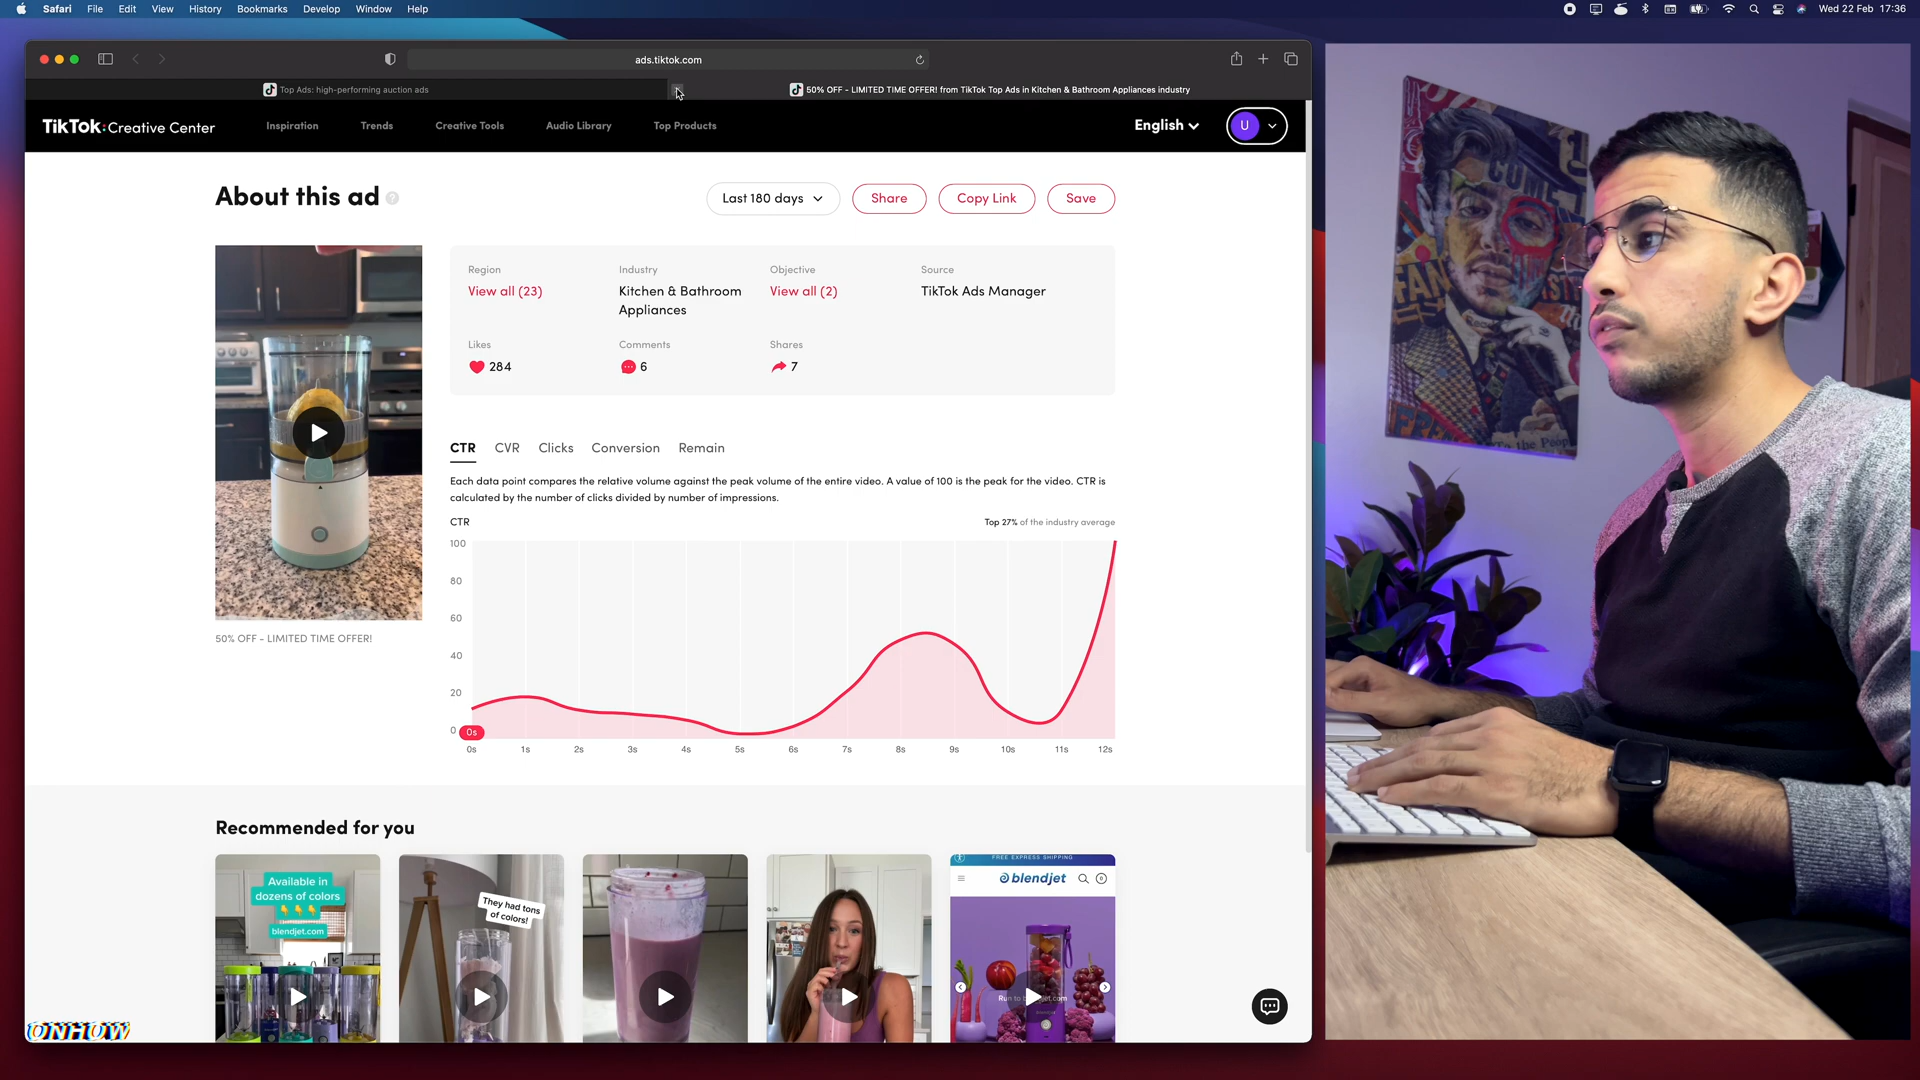 Safari File Edit View History Bookmarks Develop Window Help
Wed 22 Feb 17:36
ads.tiktok.com
Top Ads: high-performing auction ads
50% OFF - LIMITED TIME OFFER! from TikTok Top Ads in Kitchen & Bathroom Appliances industry
TikTok: Creative Center
Inspiration Trends Creative Tools Audio Library Top Products
English
U
About this ad
Last 180 days
Share Copy Link Save
Region Industry Objective Source
View all (23) Kitchen & Bathroom Appliances View all (2) TikTok Ads Manager
Likes Comments Shares
284 6 7
50% OFF - LIMITED TIME OFFER!
CTR CVR Clicks Conversion Remain
Each data point compares the relative volume against the peak volume of the entire video. A value of 100 is the peak for the video. CTR is
calculated by the number of clicks divided by number of impressions.
CTR
Top 27% of the industry average
100
80
60
40
20
0
0s
0s 1s 2s 3s 4s 5s 6s 7s 8s 9s 10s 11s 12s
Recommended for you
Available in
dozens of colors
blendjet.com
They had tons
of colors!
FREE EXPRESS SHIPPING
blendjet
0
ONHOW
to the People